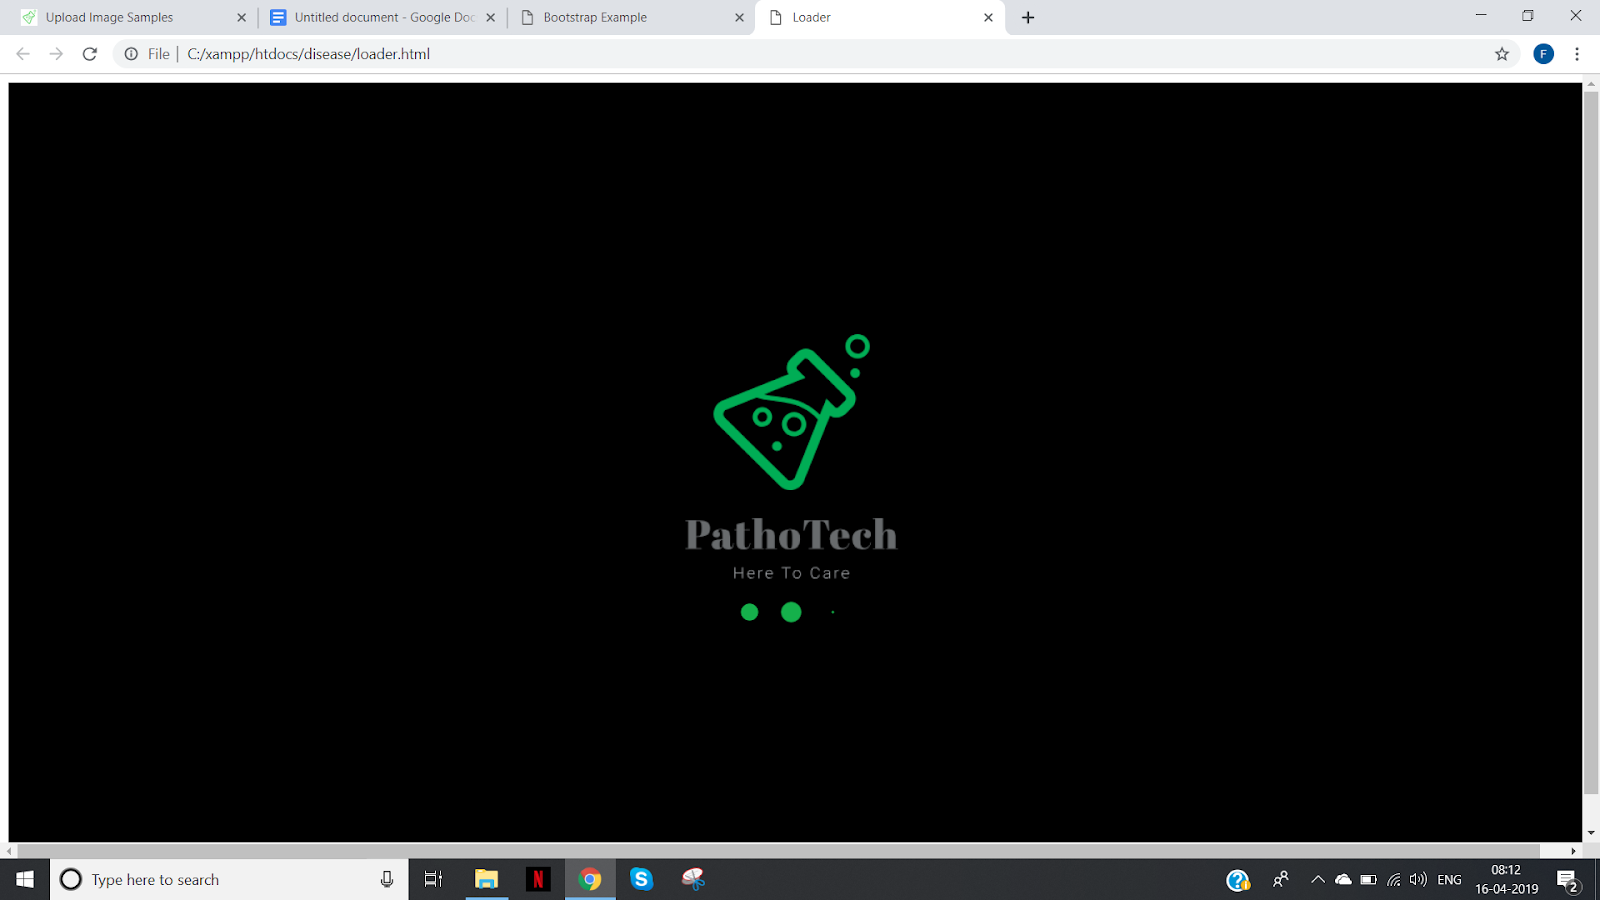 Upload Image Samples
Untitled document - Google Doc
Bootstrap Example
Loader
File | C:/xampp/htdocs/disease/loader.html
F
PathoTech
Here To Care
Type here to search
N
S
ENG
08:12
16-04-2019
2